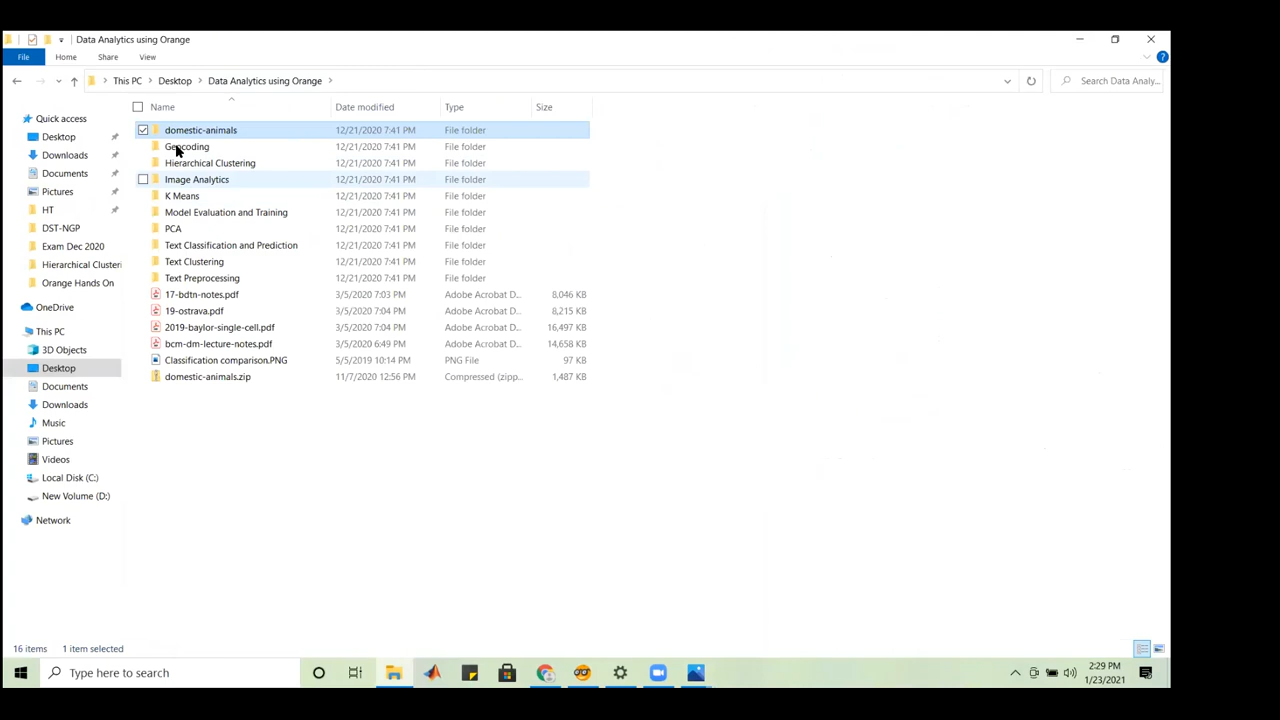 Data Analytics using Orange
File Home Share View
This PC Desktop Data Analytics using Orange
Search Data Analy...
Name Date modified Type Size
domestic-animals 12/21/2020 7:41 PM File folder
Geocoding 12/21/2020 7:41 PM File folder
Hierarchical Clustering 12/21/2020 7:41 PM File folder
Image Analytics 12/21/2020 7:41 PM File folder
K Means 12/21/2020 7:41 PM File folder
Model Evaluation and Training 12/21/2020 7:41 PM File folder
PCA 12/21/2020 7:41 PM File folder
Text Classification and Prediction 12/21/2020 7:41 PM File folder
Text Clustering 12/21/2020 7:41 PM File folder
Text Preprocessing 12/21/2020 7:41 PM File folder
17-bdtn-notes.pdf 3/5/2020 7:03 PM Adobe Acrobat D... 8,046 KB
19-ostrava.pdf 3/5/2020 7:04 PM Adobe Acrobat D... 8,215 KB
2019-baylor-single-cell.pdf 3/5/2020 7:04 PM Adobe Acrobat D... 16,497 KB
bcm-dm-lecture-notes.pdf 3/5/2020 6:49 PM Adobe Acrobat D... 14,658 KB
Classification comparison.PNG 5/5/2019 10:14 PM PNG File 97 KB
domestic-animals.zip 11/7/2020 12:56 PM Compressed (zipp... 1,487 KB
Quick access
Desktop
Downloads
Documents
Pictures
HT
DST-NGP
Exam Dec 2020
Hierarchical Clusteri
Orange Hands On
OneDrive
This PC
3D Objects
Desktop
Documents
Downloads
Music
Pictures
Videos
Local Disk (C:)
New Volume (D:)
Network
16 items 1 item selected
Type here to search
2:29 PM
1/23/2021